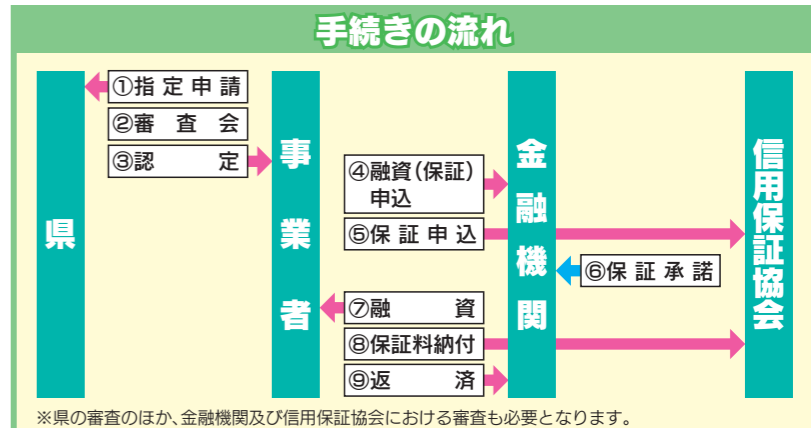 手続きの流れ
県
①指定申請
②審査会
③認定
事業者
④融資(保証)
申込
⑤保証申込
金融機関
⑥保証承諾
信用保証協会
⑦融資
⑧保証料納付
⑨返済
※県の審査のほか、金融機関及び信用保証協会における審査も必要となります。